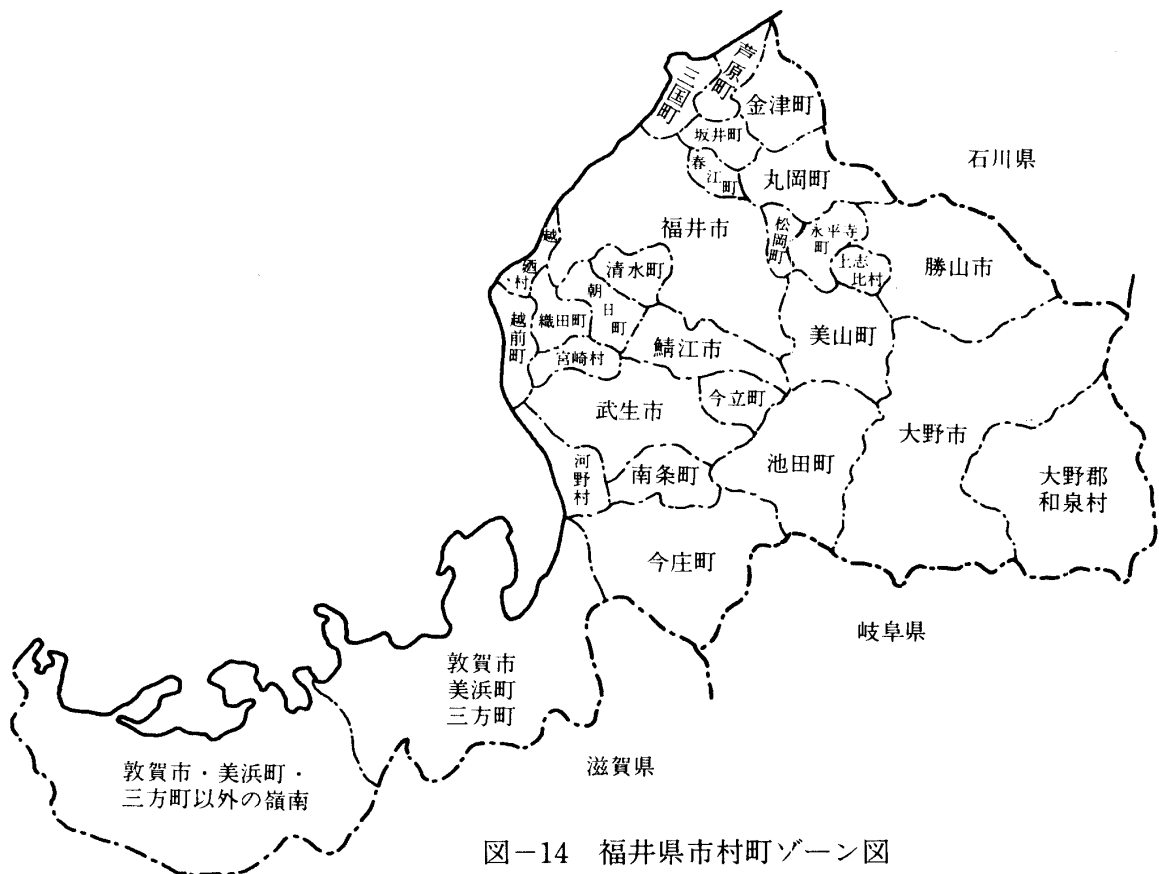 芦原町
三国町
金津町
坂井町
春江町
丸岡町
石川県
福井市
松岡町
永平寺
町
上志
比村
勝山市
越
廼村
清水町
朝日町
織田町
越前町
鯖江市
美山町
宮崎村
今立町
武生市
大野市
池田町
河野村
南条町
大野郡
和泉村
今庄町
岐阜県
敦賀市
美浜町
三方町
滋賀県
敦賀市・美浜町・
三方町以外の嶺南
図-14 福井県市村町ゾーン図